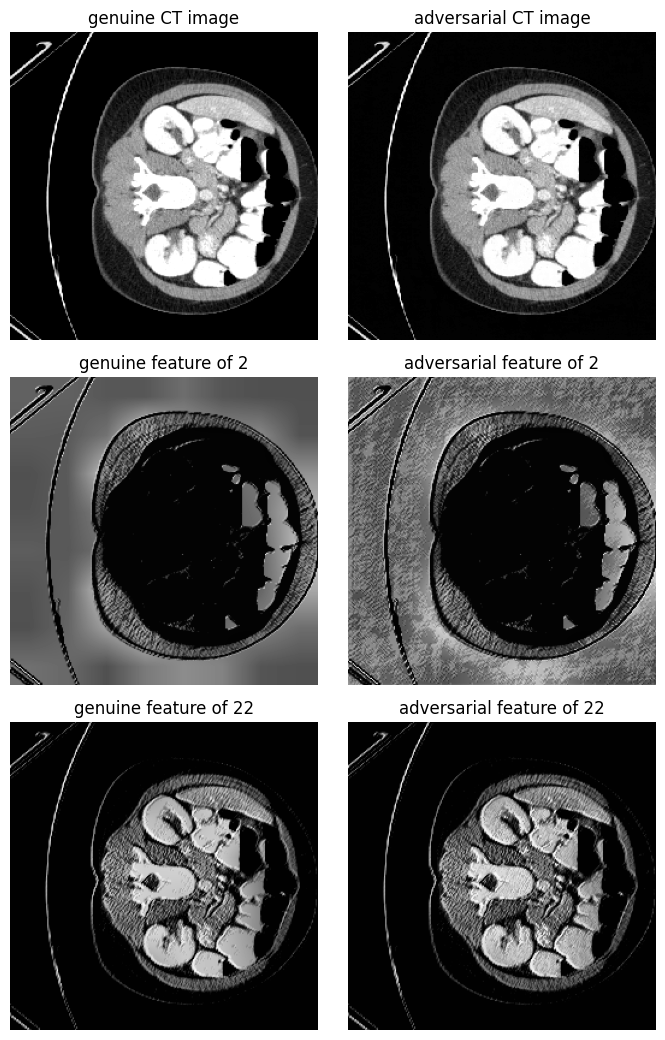 genuine CT image
adversarial CT image
genuine feature of 2
adversarial feature of 2
genuine feature of 22
adversarial feature of 22